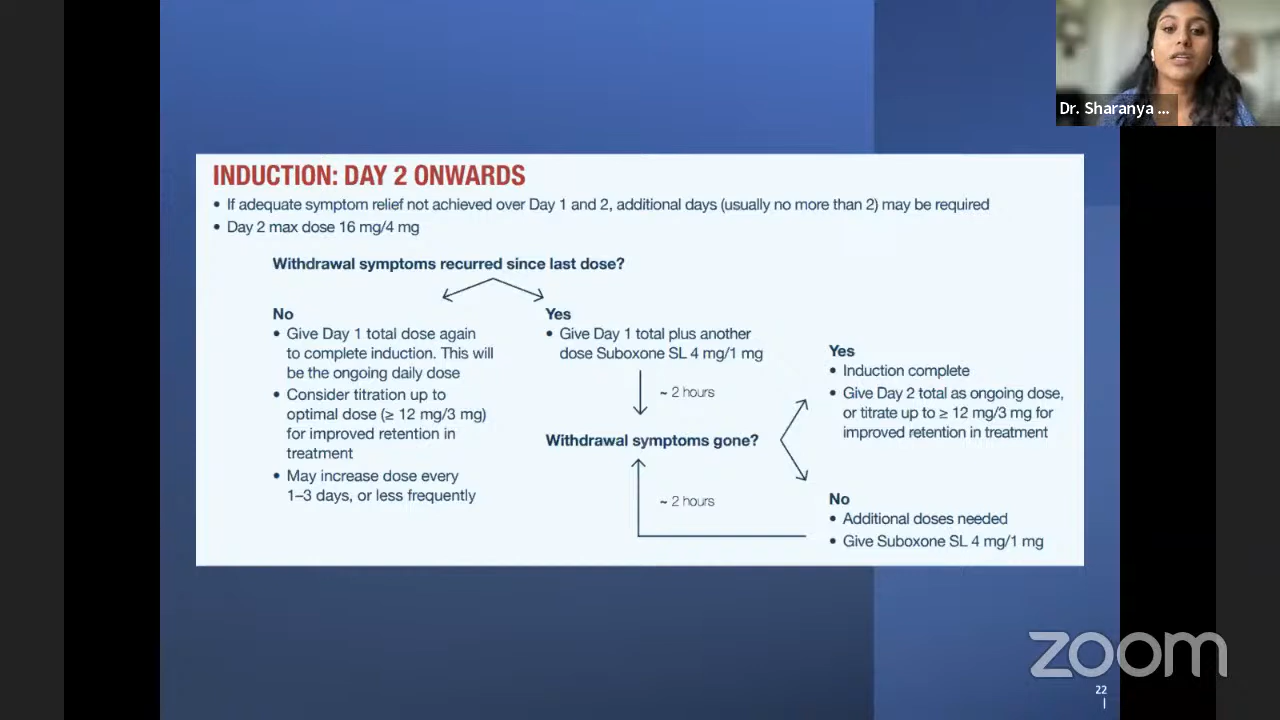 Dr. Sharanya ...
INDUCTION: DAY 2 ONWARDS
• If adequate symptom relief not achieved over Day 1 and 2, additional days (usually no more than 2) may be required
• Day 2 max dose 16 mg/4 mg
Withdrawal symptoms recurred since last dose?
No
• Give Day 1 total dose again
to complete induction. This will
be the ongoing daily dose
• Consider titration up to
optimal dose (≥ 12 mg/3 mg)
for improved retention in
treatment
• May increase dose every
1–3 days, or less frequently
Yes
• Give Day 1 total plus another
dose Suboxone SL 4 mg/1 mg
~ 2 hours
Withdrawal symptoms gone?
~ 2 hours
Yes
• Induction complete
• Give Day 2 total as ongoing dose,
or titrate up to ≥ 12 mg/3 mg for
improved retention in treatment
No
• Additional doses needed
• Give Suboxone SL 4 mg/1 mg
zoom
22
|